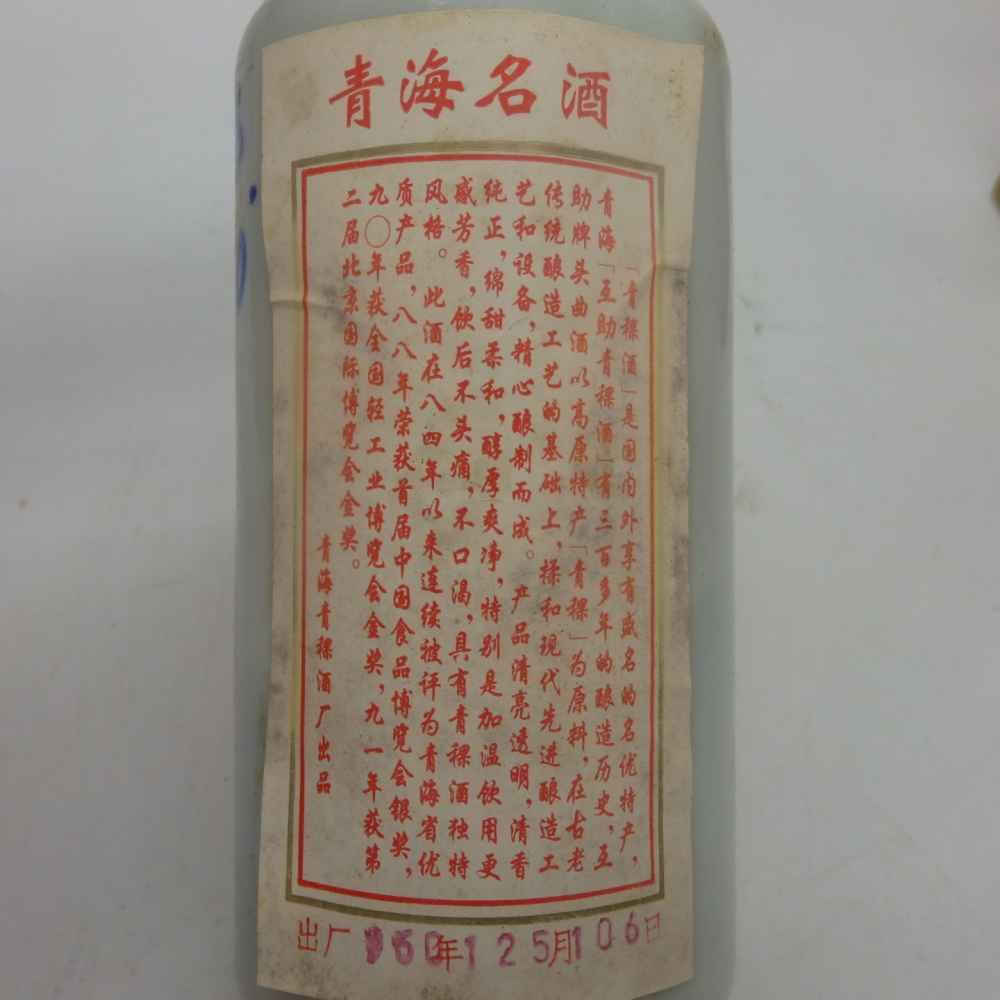 青海名酒
「青稞酒」是国内外享有盛名的名优特产，
青海「互助青稞酒」有三百多年的酿造历史，互
助牌头曲酒以高原特产「青稞」为原料，在古老
传统酿造工艺的基础上，揉和现代先进酿造工
艺和设备，精心酿制而成。产品清亮透明，清香
纯正，绵甜柔和，醇厚爽净，特别是加温饮用更
感芳香，饮后不头痛，不口渴，具有青稞酒独特
风格。此酒在八四年以来连续被评为青海省优
质产品，八八年荣获首届中国食品博览会银奖，
九〇年获全国轻工业博览会金奖，九一年获第
二届北京国际博览会金奖。
青海青稞酒厂出品
出厂 年125月106日